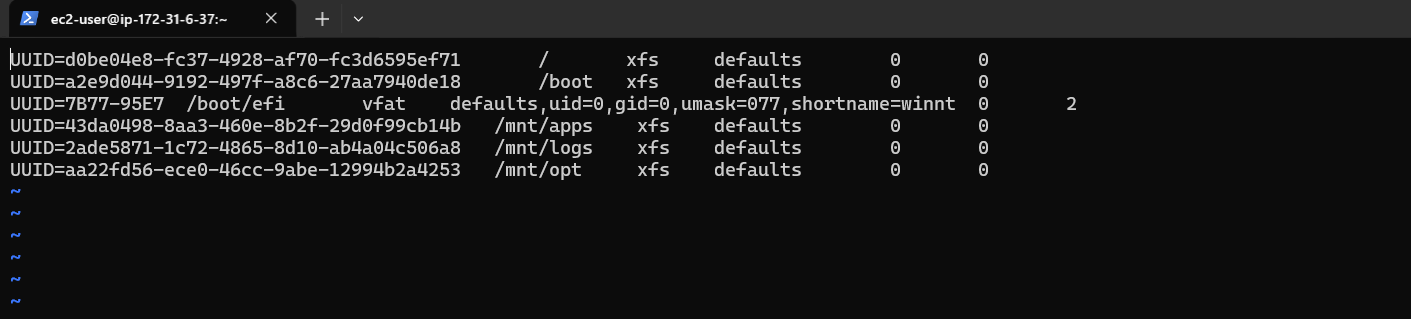 ec2-user@ip-172-31-6-37:~
UUID=d0be04e8-fc37-4928-af70-fc3d6595ef71 / xfs defaults 0 0
UUID=a2e9d044-9192-497f-a8c6-27aa7940de18 /boot xfs defaults 0 0
UUID=7B77-95E7 /boot/efi vfat defaults,uid=0,gid=0,umask=077,shortname=winnt 0 2
UUID=43da0498-8aa3-460e-8b2f-29d0f99cb14b /mnt/apps xfs defaults 0 0
UUID=2ade5871-1c72-4865-8d10-ab4a04c506a8 /mnt/logs xfs defaults 0 0
UUID=aa22fd56-ece0-46cc-9abe-12994b2a4253 /mnt/opt xfs defaults 0 0
~
~
~
~
~
~